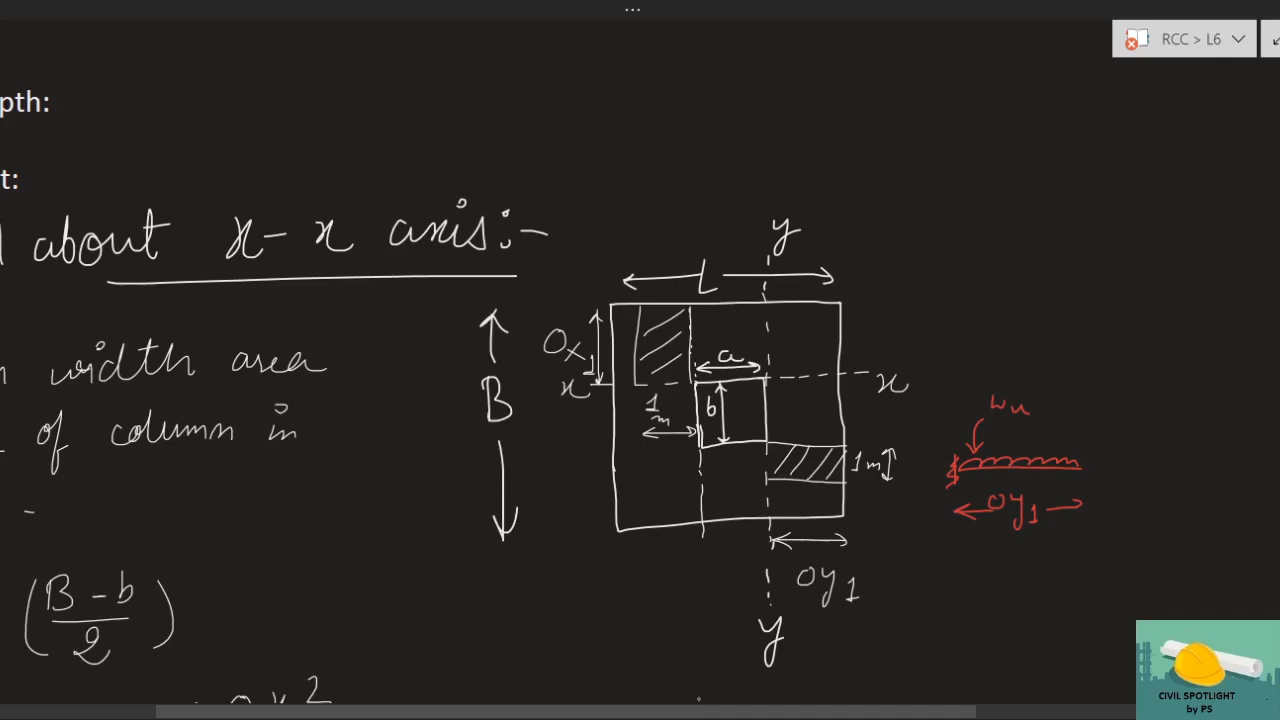 ...
RCC > L6
pth:
t:
about x-x axis:-
width area
of column in
-
(B-b/2)
y
L
B
Ox1
x
a
x
b
1m
1m
oy1
y
wu
oy1
CIVIL SPOTLIGHT
by PS